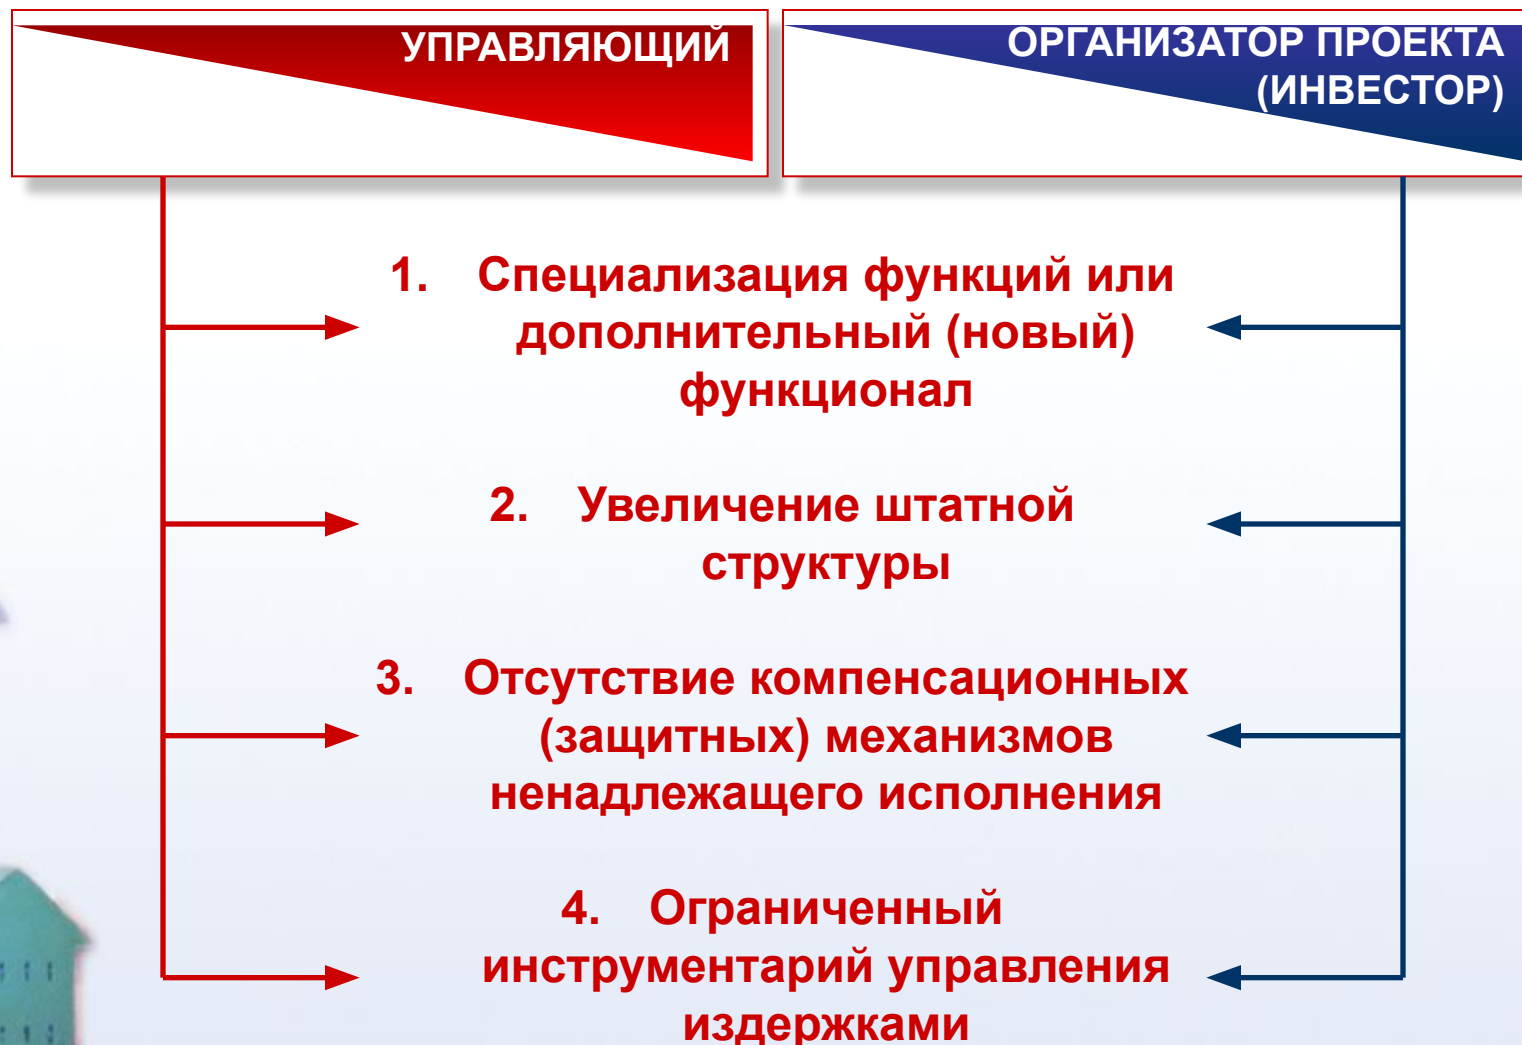 УПРАВЛЯЮЩИЙ
ОРГАНИЗАТОР ПРОЕКТА
(ИНВЕСТОР)
1. Специализация функций или
дополнительный (новый)
функционал
2. Увеличение штатной
структуры
3. Отсутствие компенсационных
(защитных) механизмов
ненадлежащего исполнения
4. Ограниченный
инструментарий управления
издержками